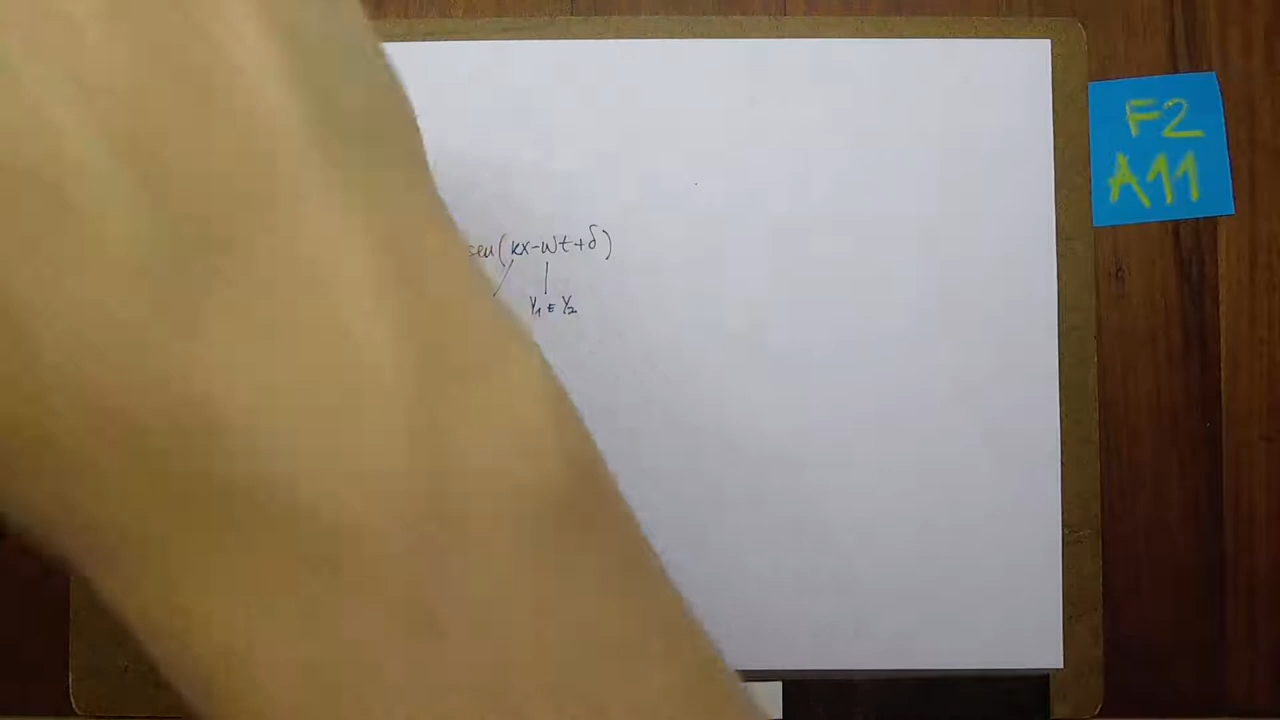 sen(kx-wt+δ)
Y₁ E Y₂
F2
A11